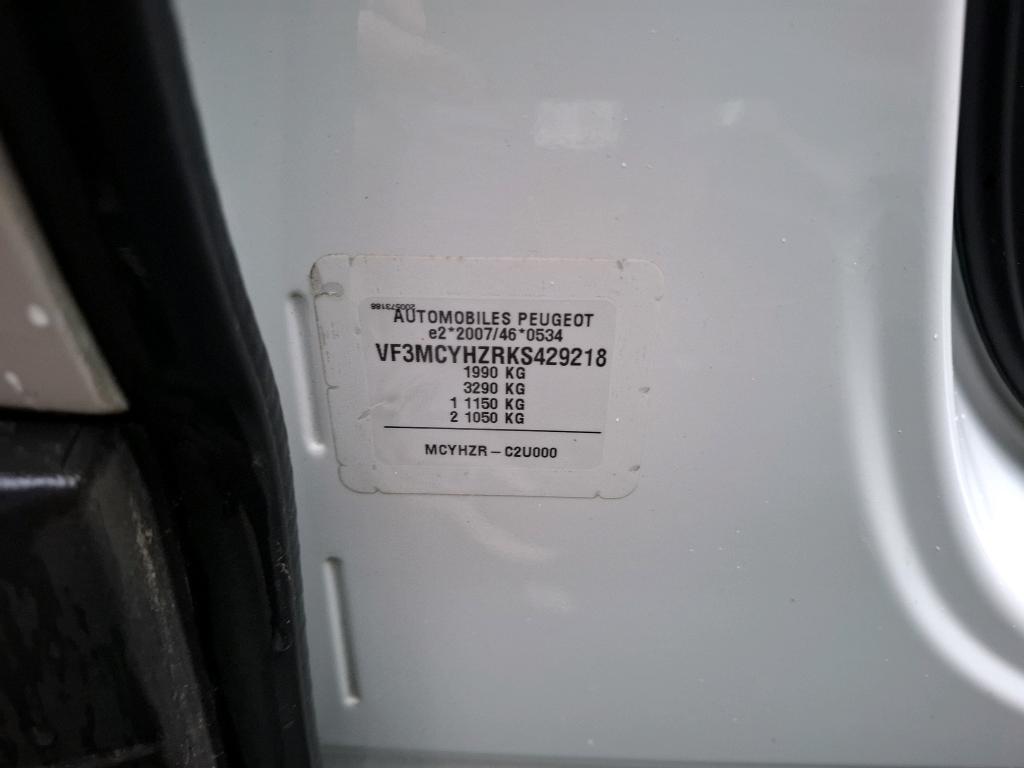 200573188
AUTOMOBILES PEUGEOT
e2*2007/46*0534
VF3MCYHZRKS429218
1990 KG
3290 KG
1 1150 KG
2 1050 KG
MCYHZR – C2U000